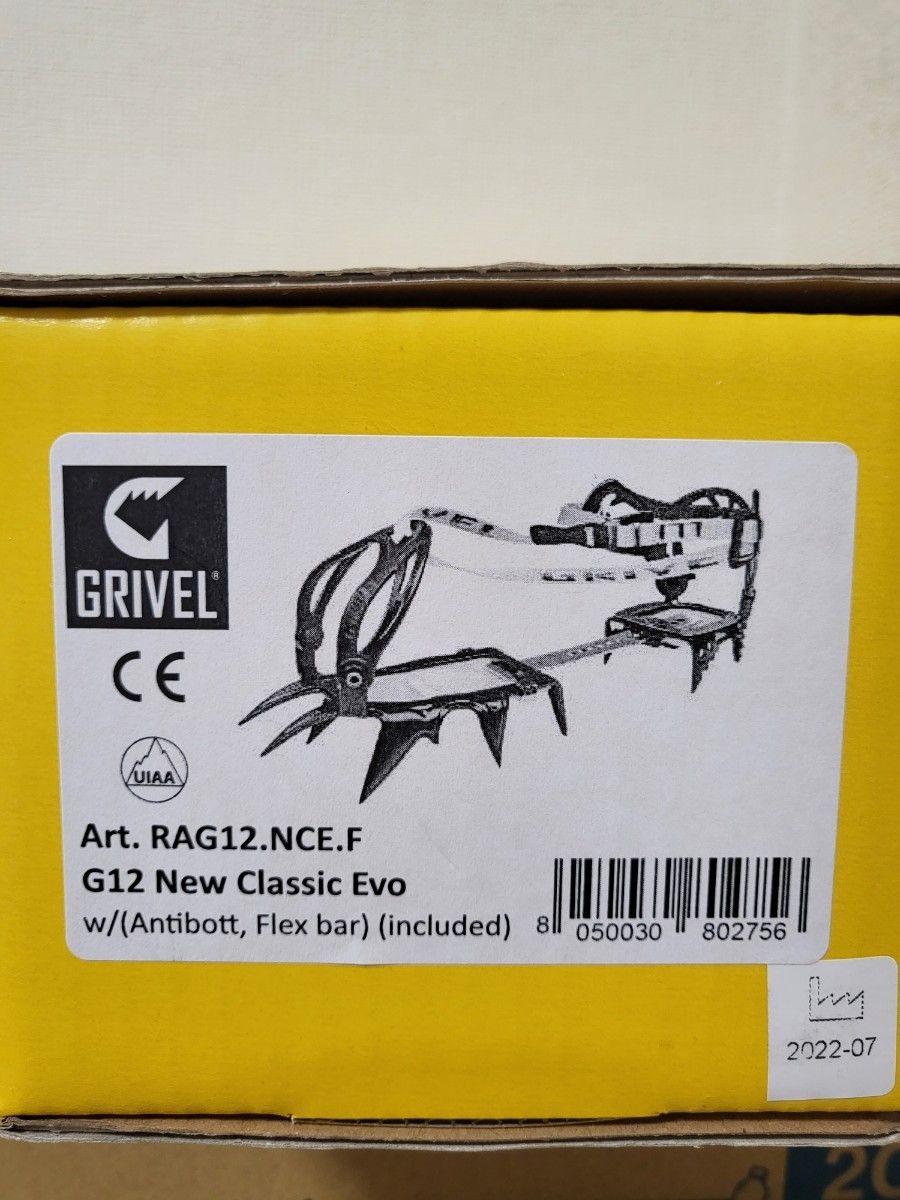 GRIVEL®
CE
UIAA
Art. RAG12.NCE.F
G12 New Classic Evo
w/(Antibott, Flex bar) (included)
8 050030 802756
2022-07